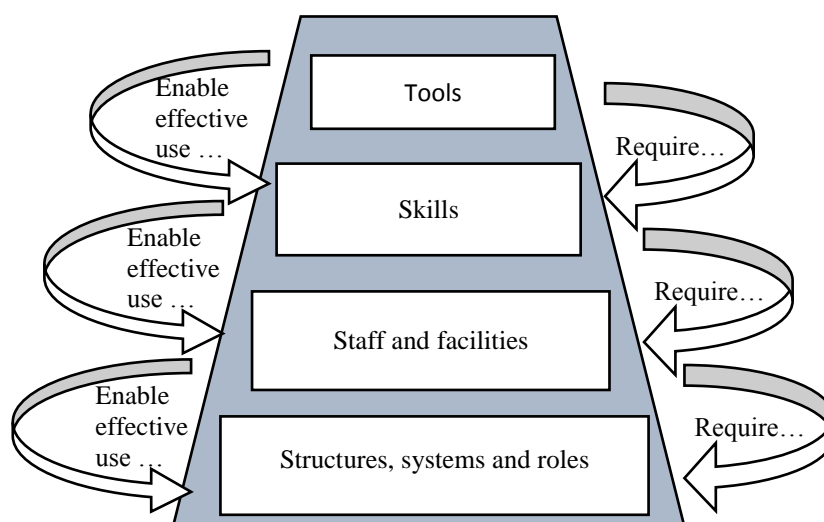 Enable
effective
use …
Tools
Require…
Skills
Enable
effective
use …
Require…
Staff and facilities
Enable
effective
use …
Require…
Structures, systems and roles